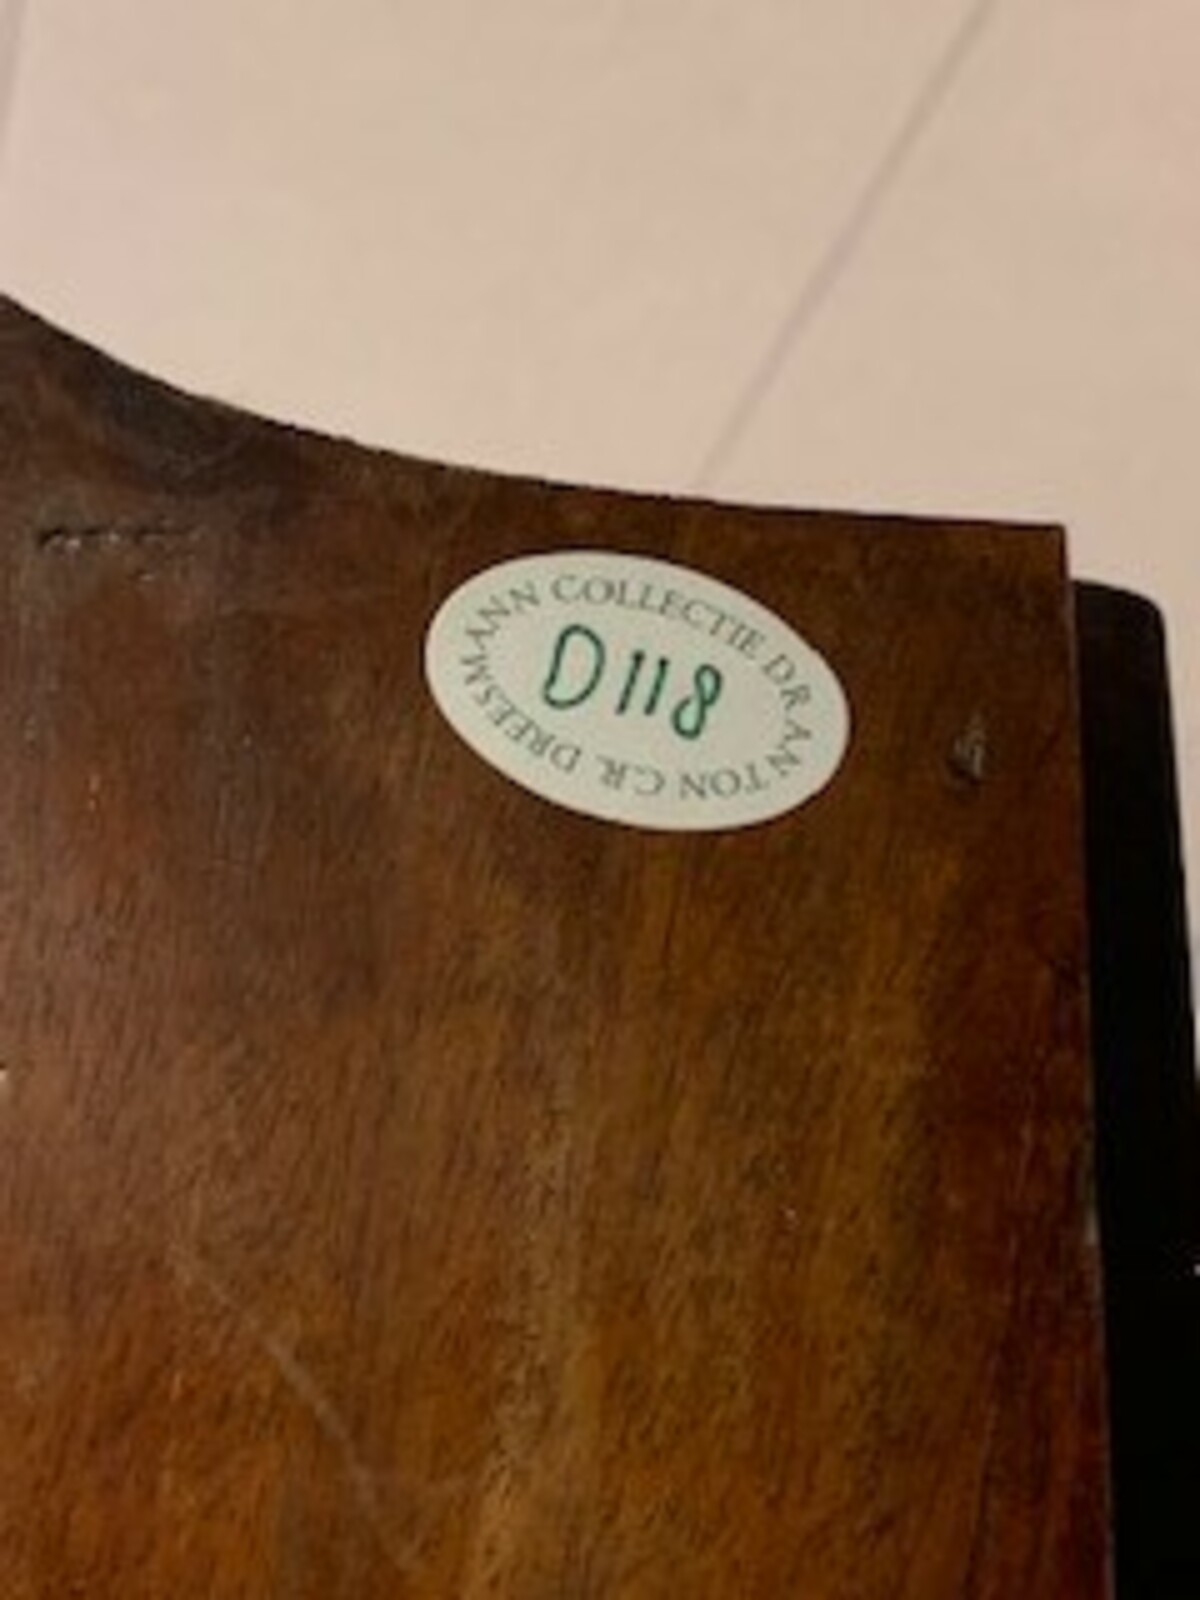 COLLECTIE DR ANTON C.R. DREESMANN
D118